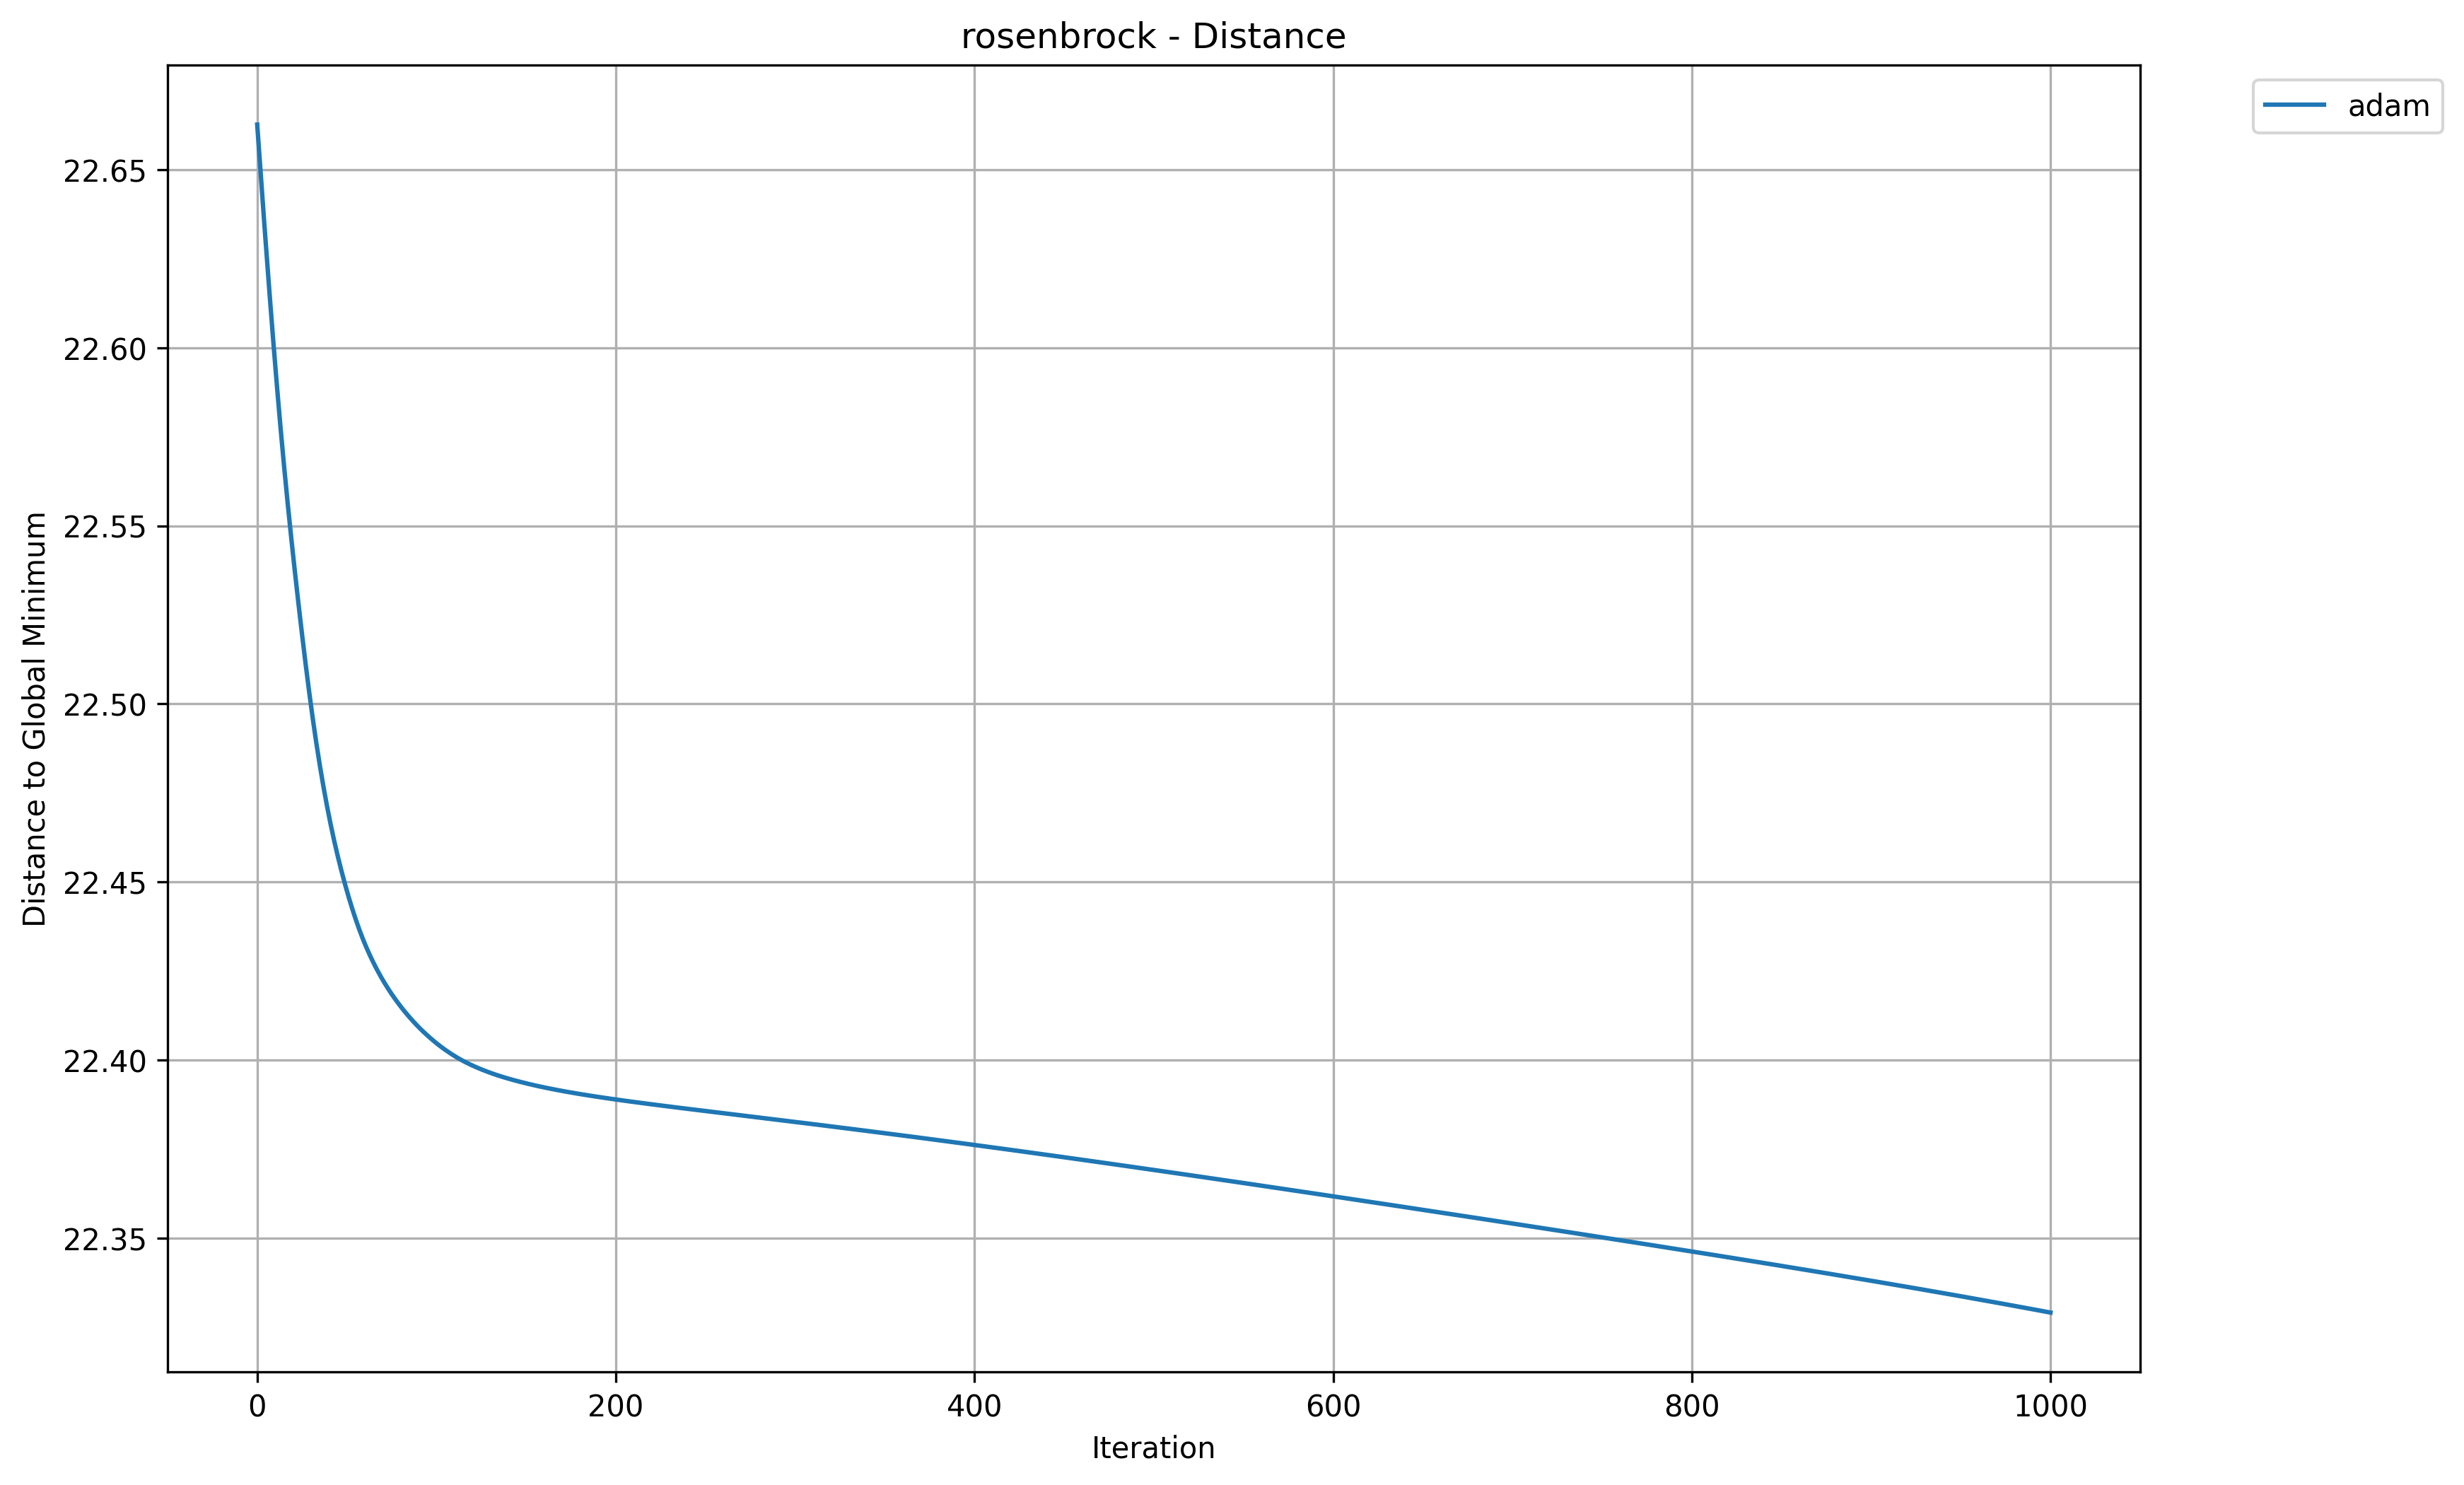 rosenbrock - Distance
adam
Distance to Global Minimum
22.65
22.60
22.55
22.50
22.45
22.40
22.35
0 200 400 600 800 1000
Iteration